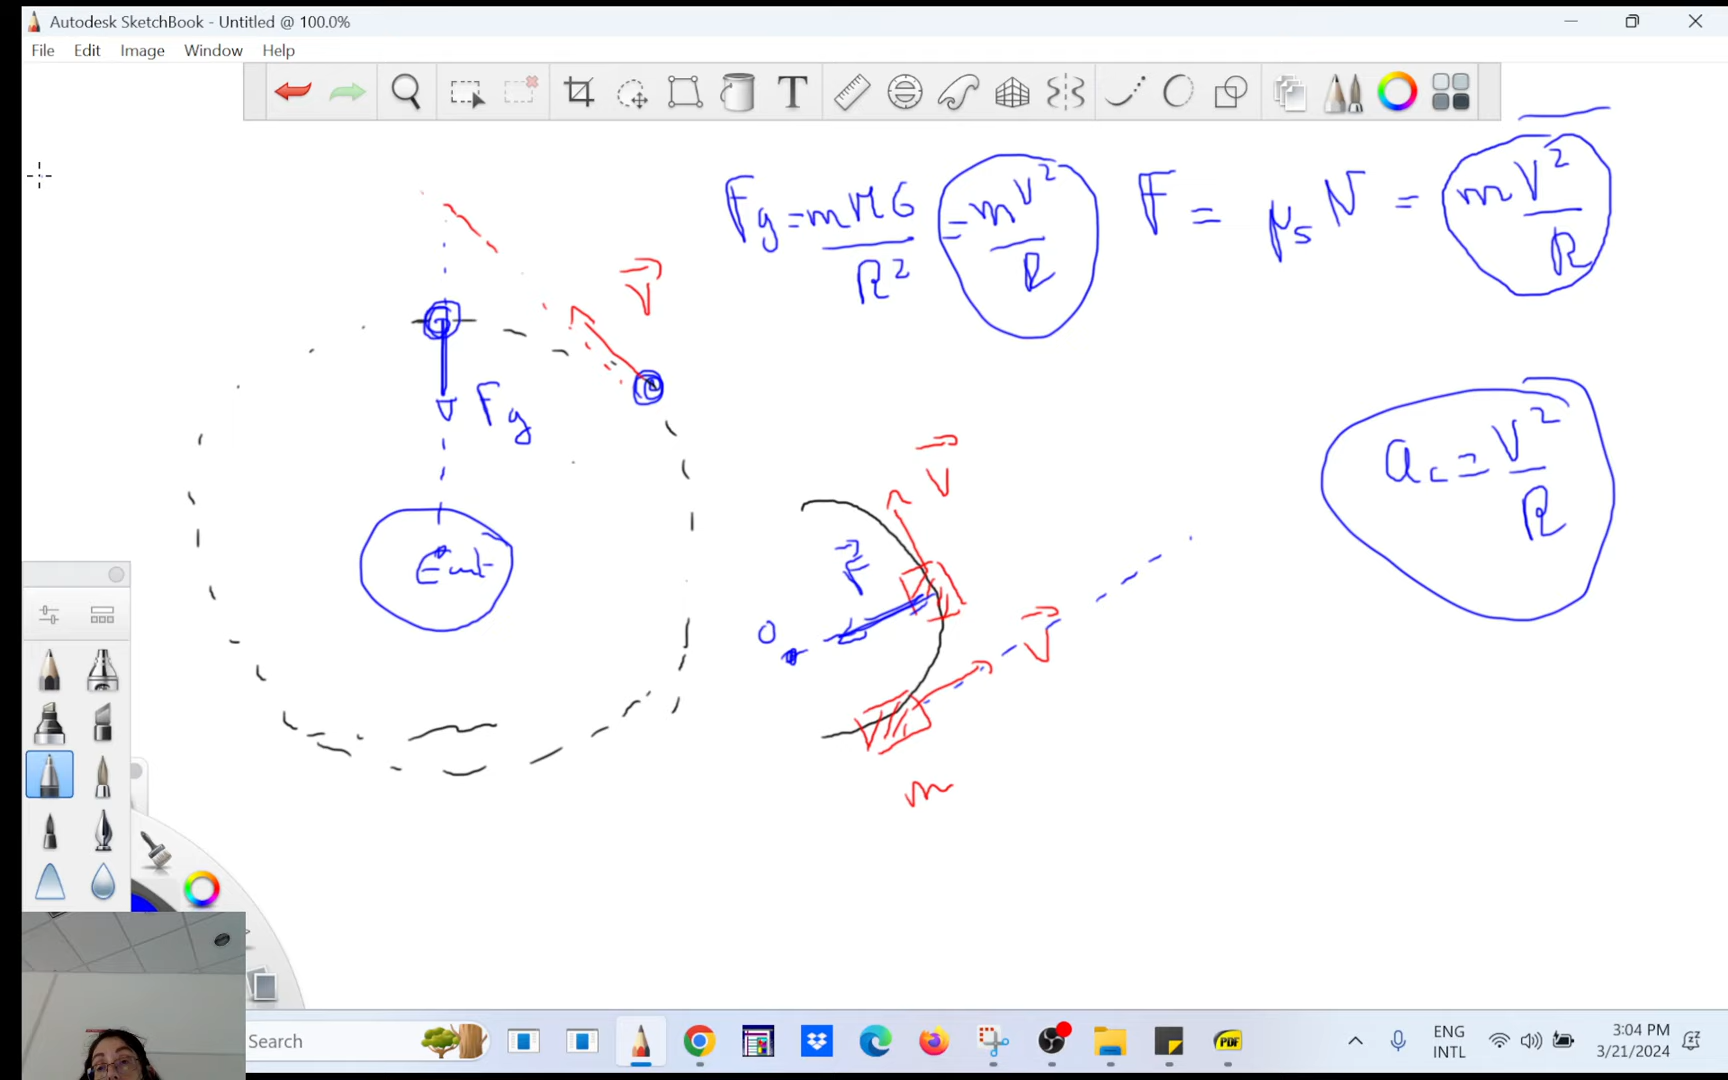 Autodesk SketchBook - Untitled @ 100.0%
File Edit Image Window Help
T
Fg = mMG / R² = mV² / R
F = μs N = mV² / R
V
Fg
ac = V² / R
V
F
O
V
m
Search
PDF
ENG
INTL
3:04 PM
3/21/2024